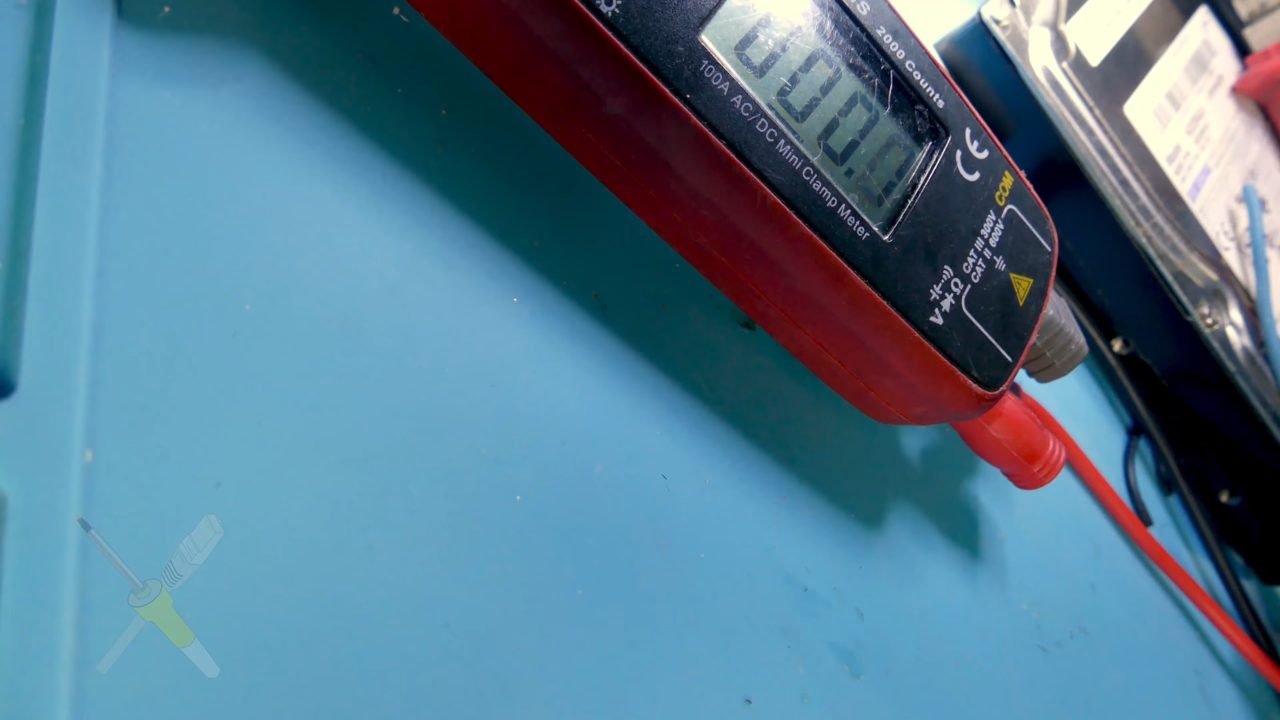 2000 Counts
000.0
100A AC/DC Mini Clamp Meter
CE
COM
CAT III 300V
CAT II 600V
V Ω